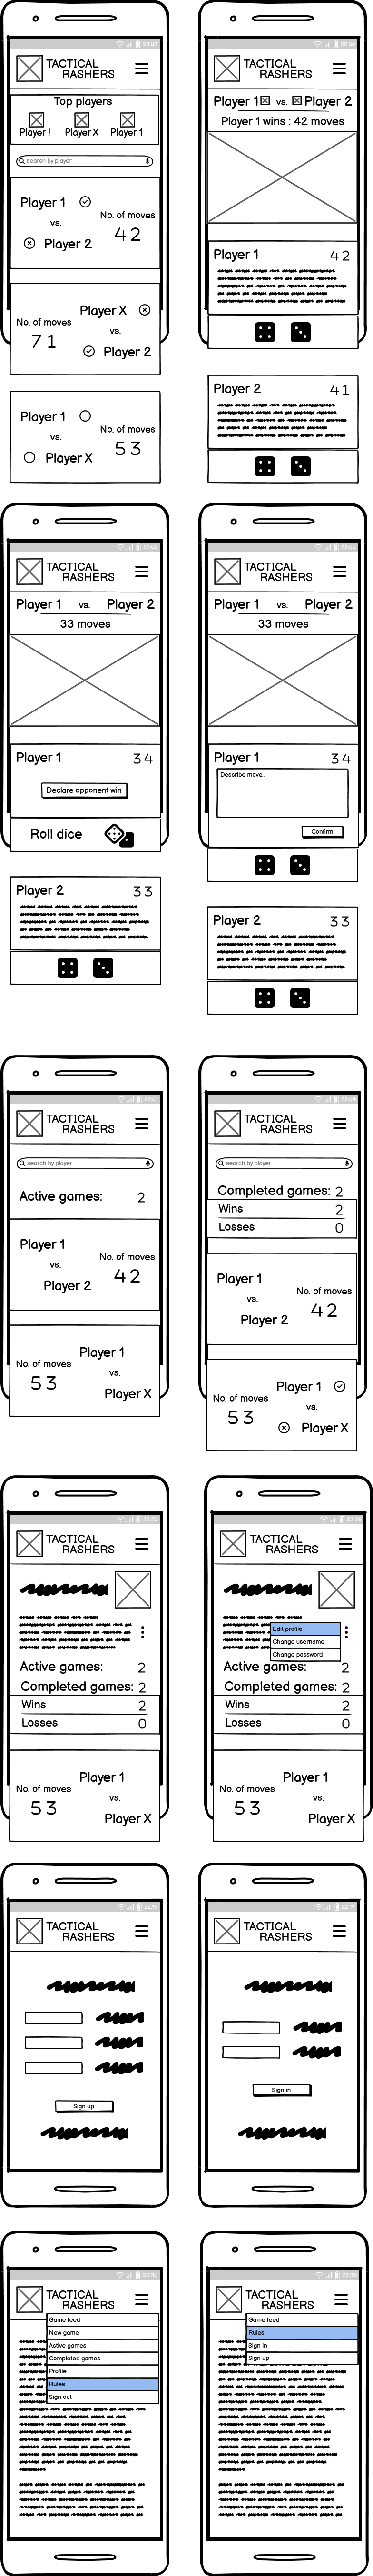 TACTICAL
RASHERS
Top players
Player !
Player X
Player 1
search by player
Player 1
vs.
Player 2
No. of moves
42
Player X
vs.
Player 2
No. of moves
71
Player 1
vs.
Player X
No. of moves
53
TACTICAL
RASHERS
Player 1 vs. Player 2
Player 1 wins : 42 moves
Player 1 42
Player 2 41
TACTICAL
RASHERS
Player 1 vs. Player 2
33 moves
Player 1 34
Declare opponent win
Roll dice
Player 2 33
TACTICAL
RASHERS
Player 1 vs. Player 2
33 moves
Player 1 34
Describe move...
Confirm
Player 2 33
TACTICAL
RASHERS
search by player
Active games: 2
Player 1
vs.
Player 2
No. of moves
42
Player 1
vs.
Player X
No. of moves
53
TACTICAL
RASHERS
search by player
Completed games: 2
Wins 2
Losses 0
Player 1
vs.
Player 2
No. of moves
42
Player 1
vs.
Player X
No. of moves
53
TACTICAL
RASHERS
Active games: 2
Completed games: 2
Wins 2
Losses 0
Player 1
vs.
Player X
No. of moves
53
TACTICAL
RASHERS
Edit profile
Change username
Change password
Active games: 2
Completed games: 2
Wins 2
Losses 0
Player 1
vs.
Player X
No. of moves
53
TACTICAL
RASHERS
Sign up
TACTICAL
RASHERS
Sign in
TACTICAL
RASHERS
Game feed
New game
Active games
Completed games
Profile
Rules
Sign out
TACTICAL
RASHERS
Game feed
Rules
Sign in
Sign up